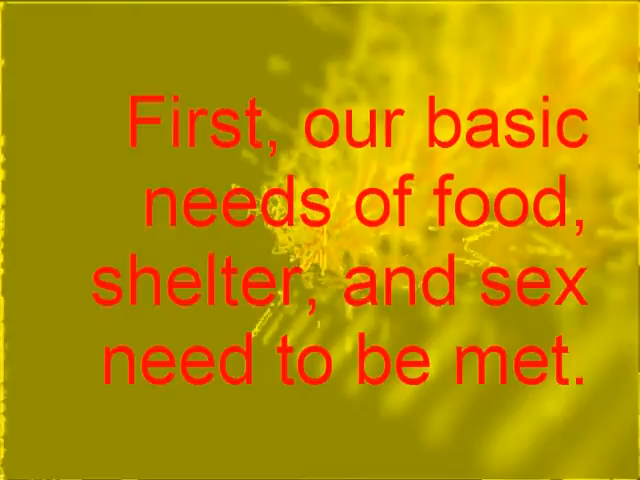 First, our basic
needs of food,
shelter, and sex
need to be met.